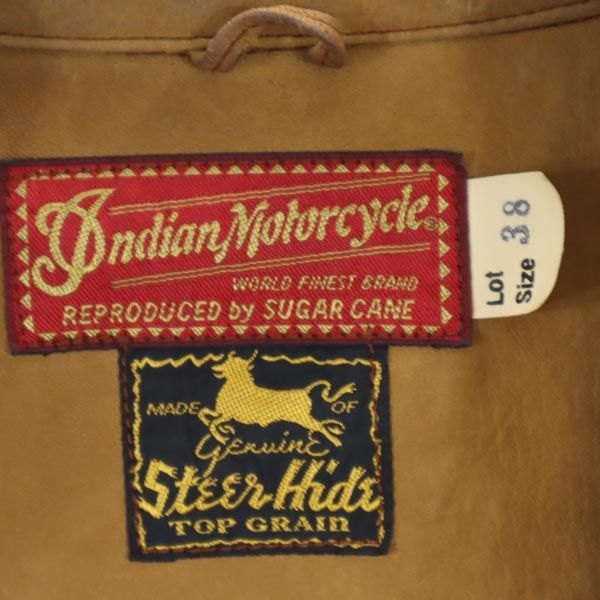 Indian Motorcycle®
WORLD FINEST BRAND
REPRODUCED by SUGAR CANE
Lot
Size 38
MADE OF
Genuine
Steer Hide
TOP GRAIN